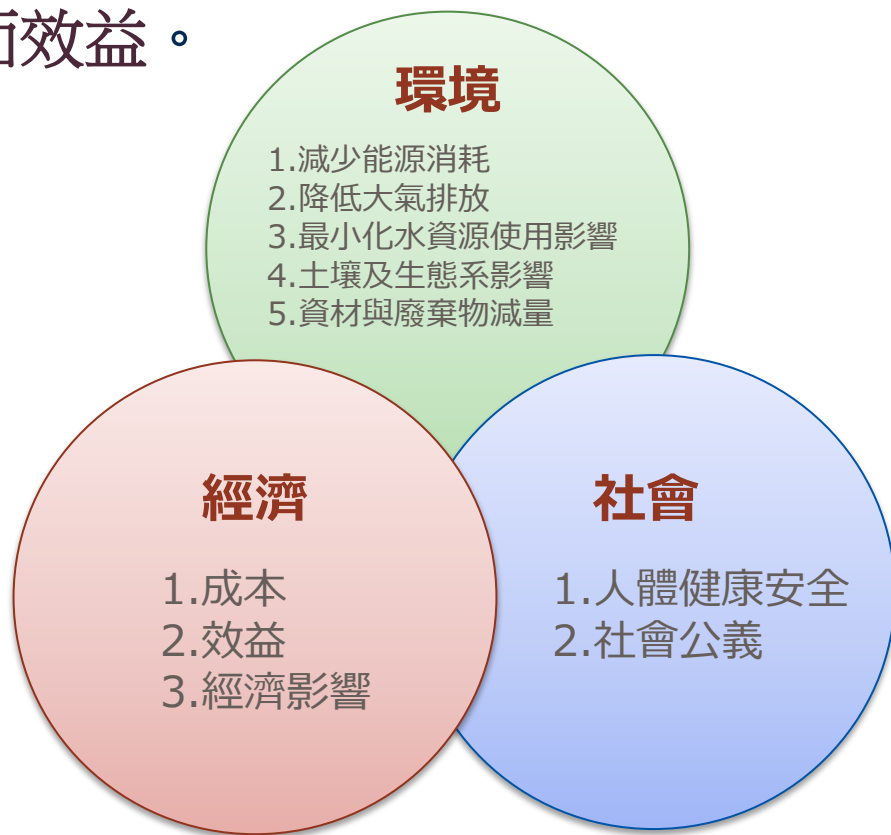 面效益。
環境
1.減少能源消耗
2.降低大氣排放
3.最小化水資源使用影響
4.土壤及生態系影響
5.資材與廢棄物減量
經濟
1.成本
2.效益
3.經濟影響
社會
1.人體健康安全
2.社會公義